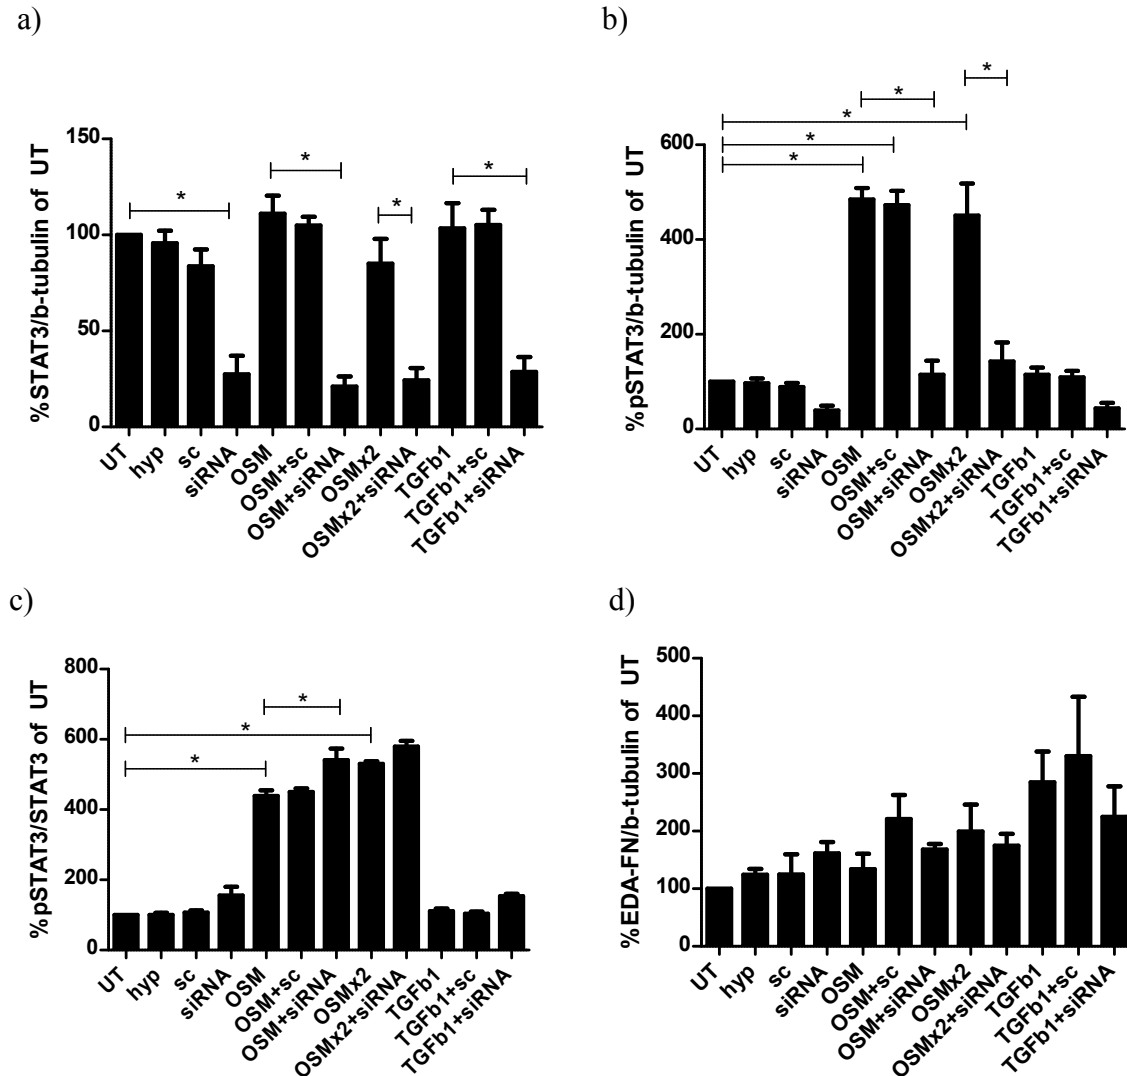 a)
%STAT3/b-tubulin of UT
150
100
50
0
*
*
*
*
UT
hyp
sc
siRNA
OSM
OSM+sc
OSM+siRNA
OSMx2
OSMx2+siRNA
TGFb1
TGFb1+sc
TGFb1+siRNA
b)
%pSTAT3/b-tubulin of UT
600
400
200
0
*
*
*
*
*
UT
hyp
sc
siRNA
OSM
OSM+sc
OSM+siRNA
OSMx2
OSMx2+siRNA
TGFb1
TGFb1+sc
TGFb1+siRNA
c)
%pSTAT3/STAT3 of UT
800
600
400
200
0
*
*
*
UT
hyp
sc
siRNA
OSM
OSM+sc
OSM+siRNA
OSMx2
OSMx2+siRNA
TGFb1
TGFb1+sc
TGFb1+siRNA
d)
%EDA-FN/b-tubulin of UT
500
400
300
200
100
0
UT
hyp
sc
siRNA
OSM
OSM+sc
OSM+siRNA
OSMx2
OSMx2+siRNA
TGFb1
TGFb1+sc
TGFb1+siRNA